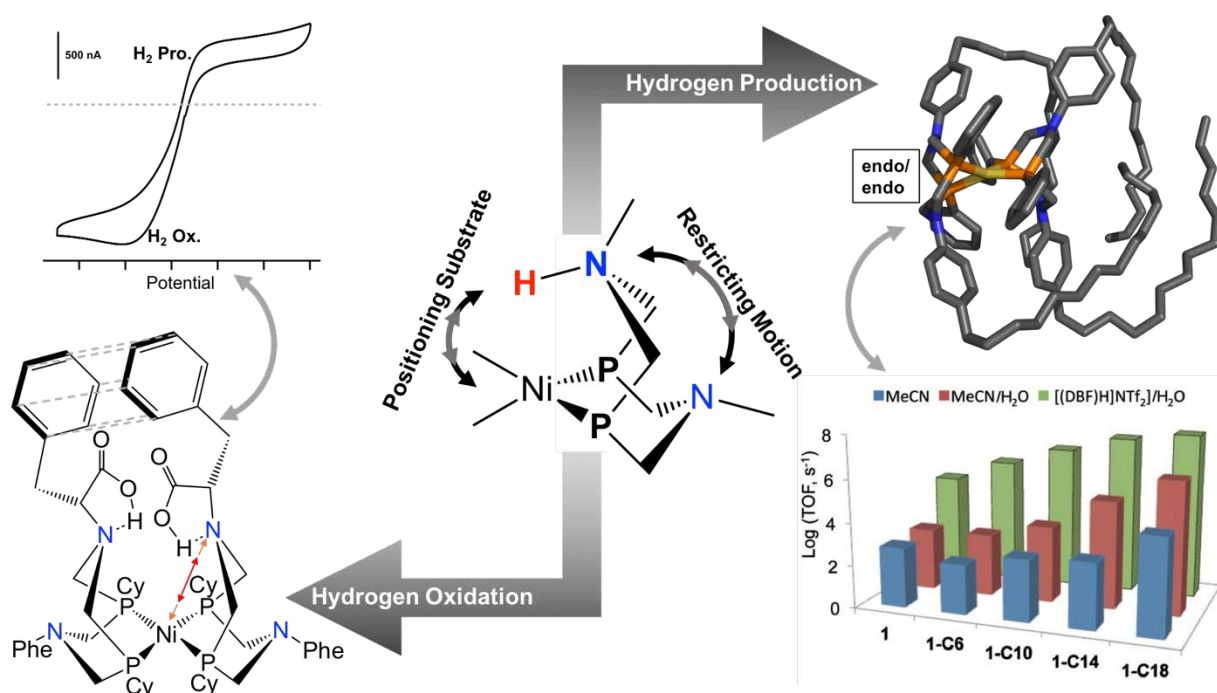 H₂ Pro.
500 nA
H₂ Ox.
Potential
Hydrogen Production
endo/
endo
Positioning Substrate
Restricting Motion
H
N
Ni
P
P
N
O
O
H
N
O
O
H
N
Cy
P
Cy
P
Ni
N
Phe
P
Cy
P
Cy
N
Phe
Hydrogen Oxidation
MeCN MeCN/H₂O [(DBF)H]NTf₂]/H₂O
Log (TOF, s⁻¹)
8
6
4
2
0
1 1-C6 1-C10 1-C14 1-C18